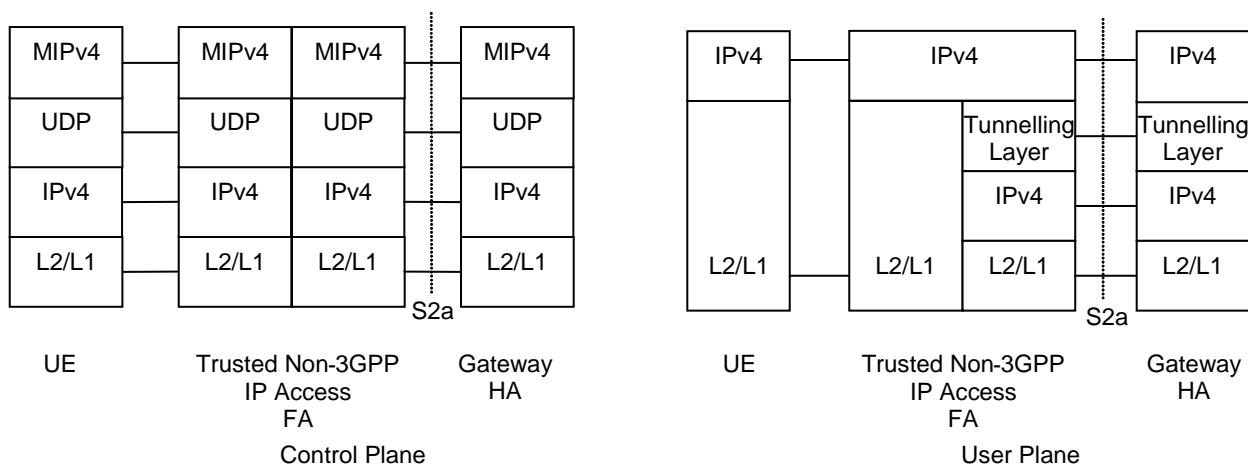 MIPv4 MIPv4 MIPv4 MIPv4
UDP UDP UDP UDP
IPv4 IPv4 IPv4 IPv4
L2/L1 L2/L1 L2/L1 L2/L1
S2a
UE Trusted Non-3GPP Gateway
IP Access HA
FA
Control Plane
IPv4 IPv4 IPv4
Tunnelling Tunnelling
Layer Layer
IPv4 IPv4
L2/L1 L2/L1 L2/L1 L2/L1
S2a
UE Trusted Non-3GPP Gateway
IP Access HA
FA
User Plane